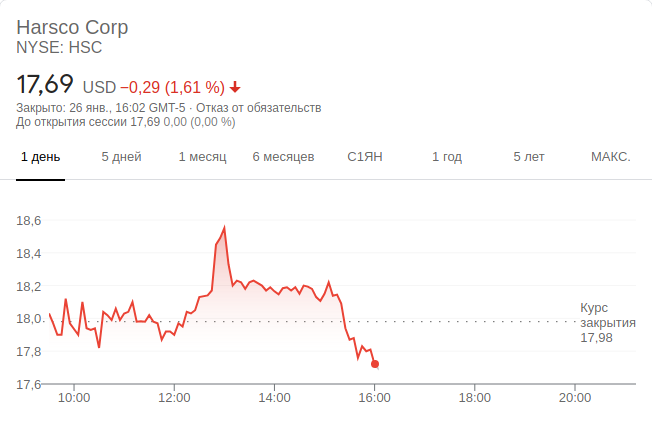 Harsco Corp
NYSE: HSC
17,69 USD −0,29 (1,61 %)
Закрыто: 26 янв., 16:02 GMT-5 · Отказ от обязательств
До открытия сессии 17,69 0,00 (0,00 %)
1 день 5 дней 1 месяц 6 месяцев С1ЯН 1 год 5 лет МАКС.
18,6
18,4
18,2
18,0
17,8
17,6
Курс
закрытия
17,98
10:00 12:00 14:00 16:00 18:00 20:00